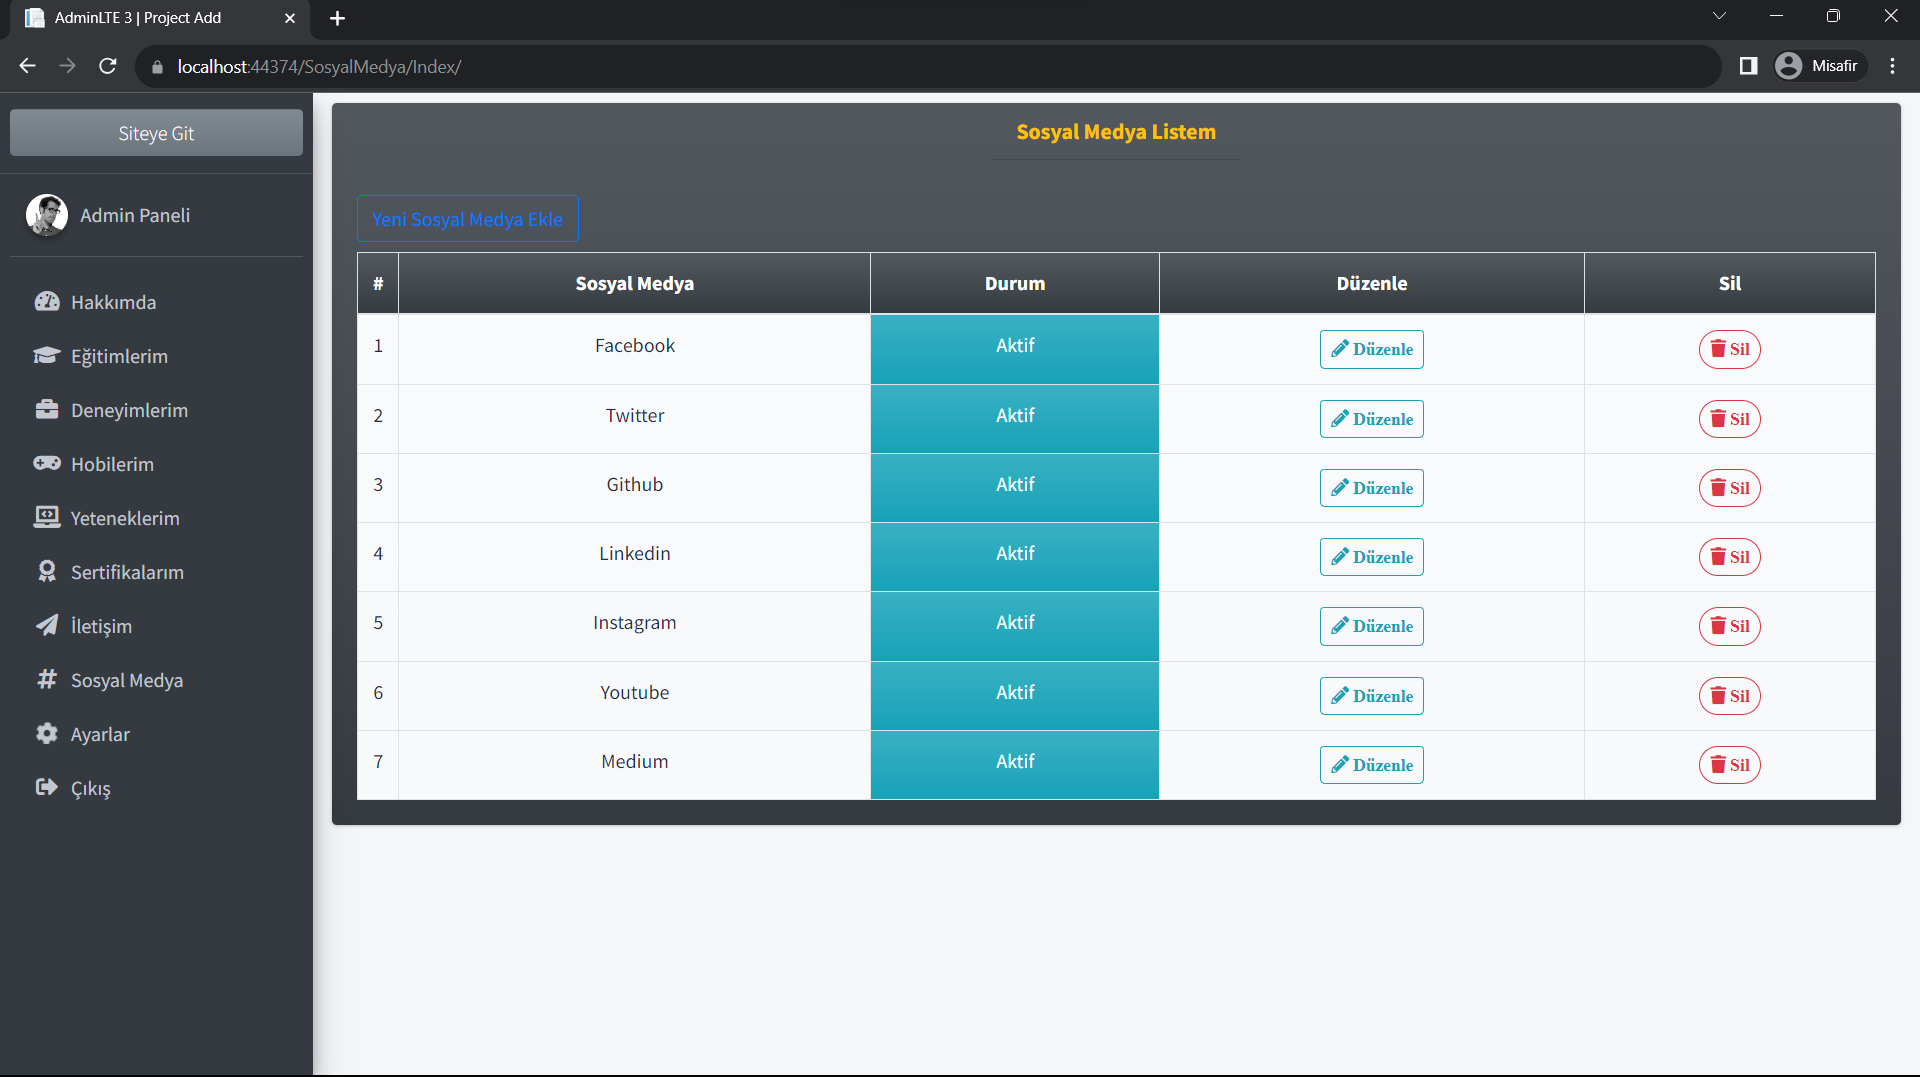 AdminLTE 3 | Project Add
localhost:44374/SosyalMedya/Index/
Misafir
Siteye Git
Admin Paneli
Hakkımda
Eğitimlerim
Deneyimlerim
Hobilerim
Yeteneklerim
Sertifikalarım
İletişim
Sosyal Medya
Ayarlar
Çıkış
Sosyal Medya Listem
Yeni Sosyal Medya Ekle
# Sosyal Medya Durum Düzenle Sil
1 Facebook Aktif Düzenle Sil
2 Twitter Aktif Düzenle Sil
3 Github Aktif Düzenle Sil
4 Linkedin Aktif Düzenle Sil
5 Instagram Aktif Düzenle Sil
6 Youtube Aktif Düzenle Sil
7 Medium Aktif Düzenle Sil